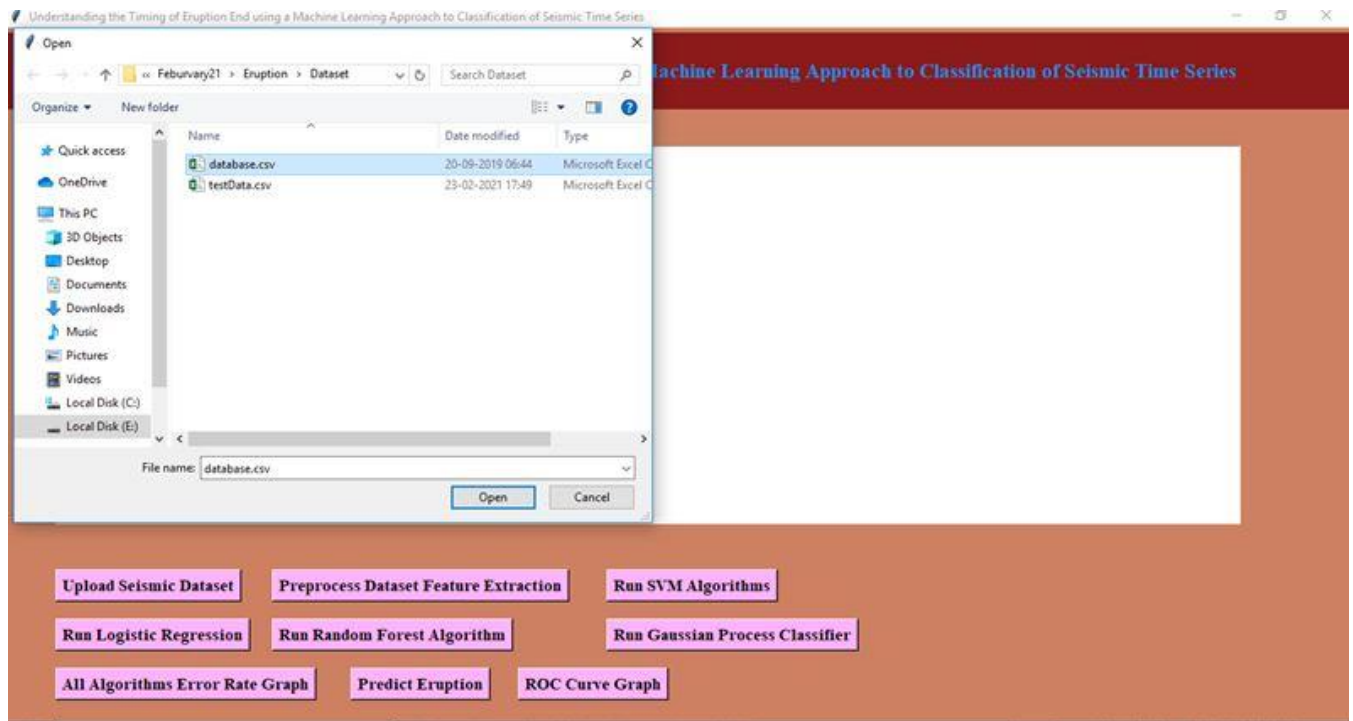 Understanding the Timing of Eruption End using a Machine Learning Approach to Classification of Seismic Time Series
Open
lachine Learning Approach to Classification of Seismic Time Series
« Feburvary21 › Eruption › Dataset
Search Dataset
Organize
New folder
Name
Date modified
Type
Quick access
database.csv
20-09-2019 06:44
Microsoft Excel C
testData.csv
23-02-2021 17:49
Microsoft Excel C
OneDrive
This PC
3D Objects
Desktop
Documents
Downloads
Music
Pictures
Videos
Local Disk (C:)
Local Disk (E:)
File name: database.csv
Open
Cancel
Upload Seismic Dataset
Preprocess Dataset Feature Extraction
Run SVM Algorithms
Run Logistic Regression
Run Random Forest Algorithm
Run Gaussian Process Classifier
All Algorithms Error Rate Graph
Predict Eruption
ROC Curve Graph